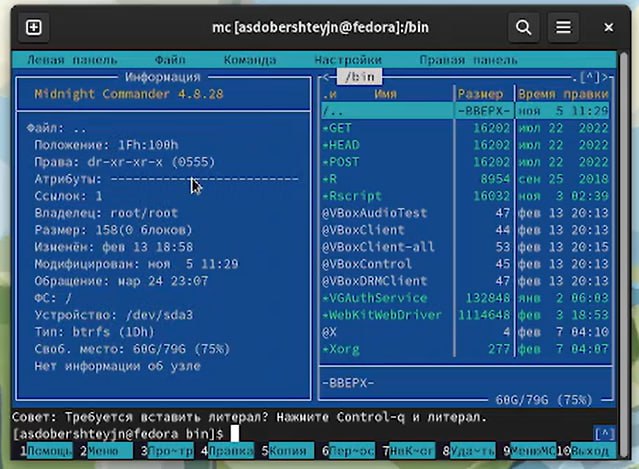 mc [asdobershteyjn@fedora]:/bin
Левая панель Файл Команда Настройки Правая панель
Информация
Midnight Commander 4.8.28
Файл: ..
Положение: 1Fh:100h
Права: dr-xr-xr-x (0555)
Атрибуты: ----------------------------
Ссылок: 1
Владелец: root/root
Размер: 158(0 блоков)
Изменён: фев 13 18:58
Модифицирован: ноя 5 11:29
Обращение: мар 24 23:07
ФС: /
Устройство: /dev/sda3
Тип: btrfs (1Dh)
Своб. место: 60G/79G (75%)
Нет информации об узле
<- /bin .[^]>
.и Имя Размер Время правки
/.. -ВВЕРХ- ноя 5 11:29
*GET 16202 июл 22 2022
*HEAD 16202 июл 22 2022
*POST 16202 июл 22 2022
*R 8954 сен 25 2018
*Rscript 16032 ноя 3 02:39
@VBoxAudioTest 47 фев 13 20:13
@VBoxClient 44 фев 13 20:13
@VBoxClient-all 53 фев 13 20:15
@VBoxControl 45 фев 13 20:13
@VBoxDRMClient 47 фев 13 20:13
*VGAuthService 132848 янв 2 06:03
*WebKitWebDriver 1114648 фев 3 18:53
@X 4 фев 7 04:10
*Xorg 277 фев 7 04:07
-ВВЕРХ-
60G/79G (75%)
Совет: Требуется вставить литерал? Нажмите Control-q и литерал.
[asdobershteyjn@fedora bin]$ [^]
1Помощь 2Меню 3Про~тр 4Правка 5Копия 6Пер~ос 7НвК~ог 8Уда~ть 9МенюMC 10Выход